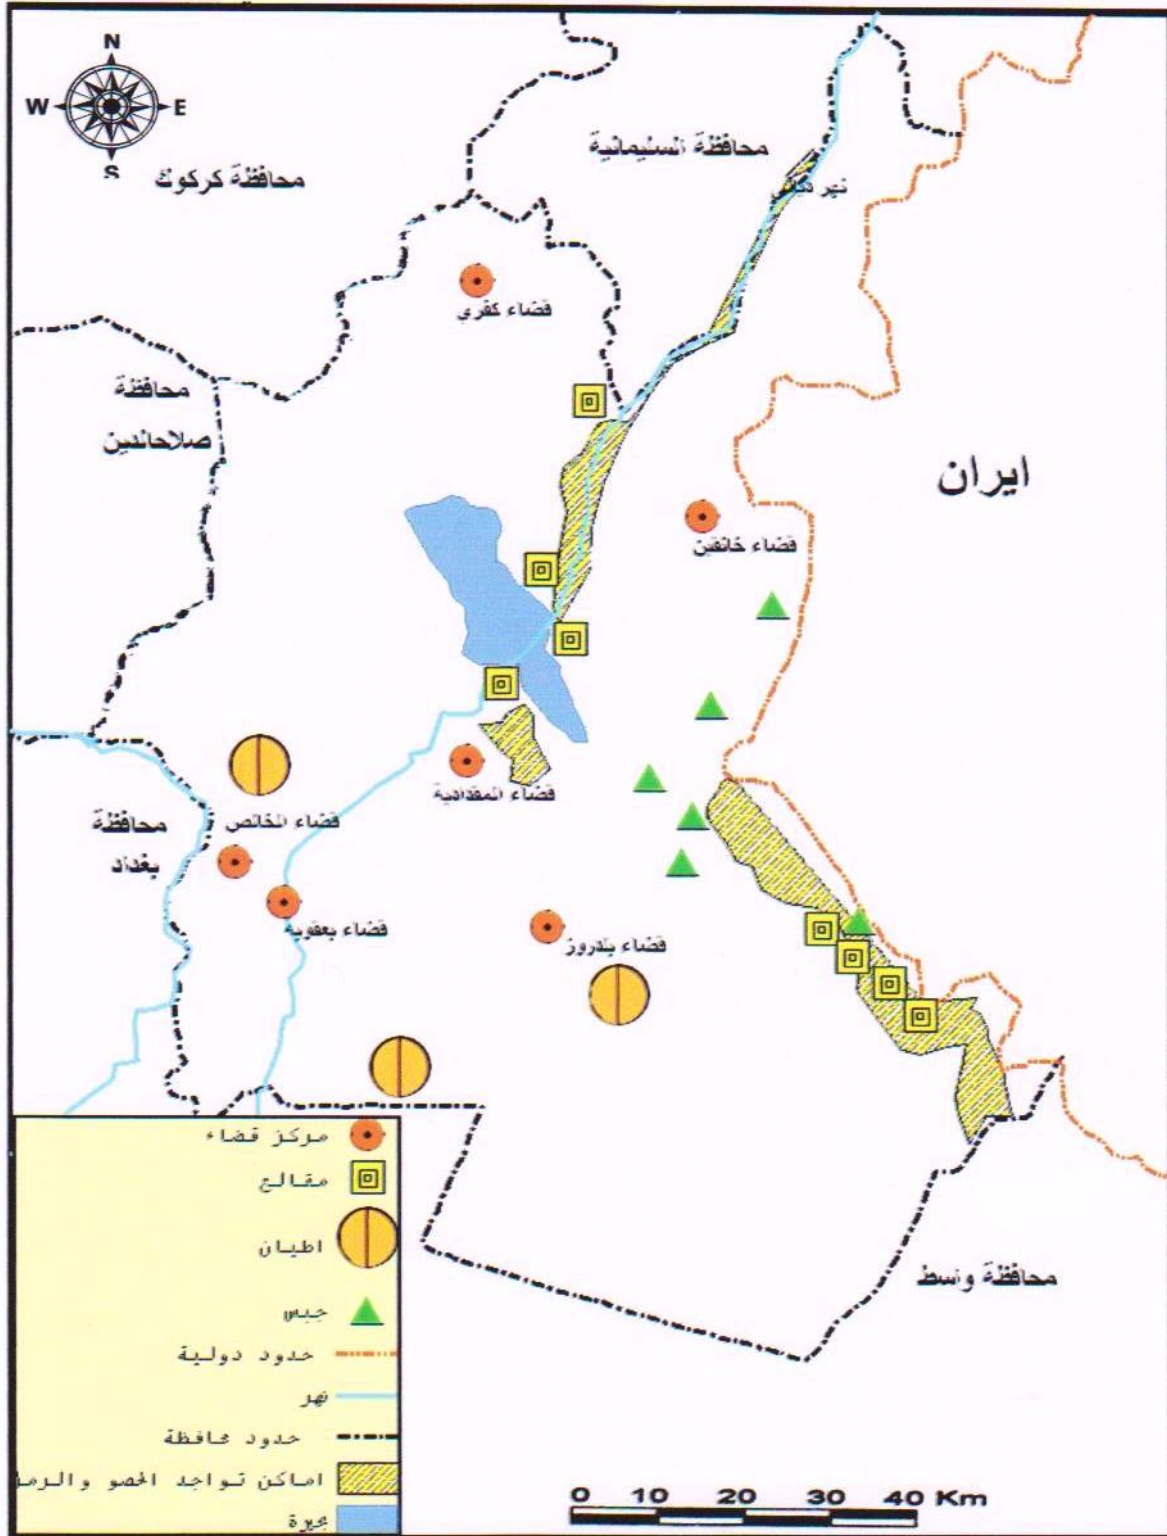 N
W E
S
محافظة السليمانية
محافظة كركوك
نهر ديالى
قضاء كفري
محافظة
صلاحالدين
ايران
قضاء خانقين
قضاء المقدادية
محافظة
بغداد
قضاء الخالص
قضاء بعقوبة
قضاء بلدروز
محافظة واسط
مركز قضاء
مقالع
اطيان
جبس
حدود دولية
نهر
حدود محافظة
اماكن تواجد الحصو والرمل
بحيرة
0 10 20 30 40 Km